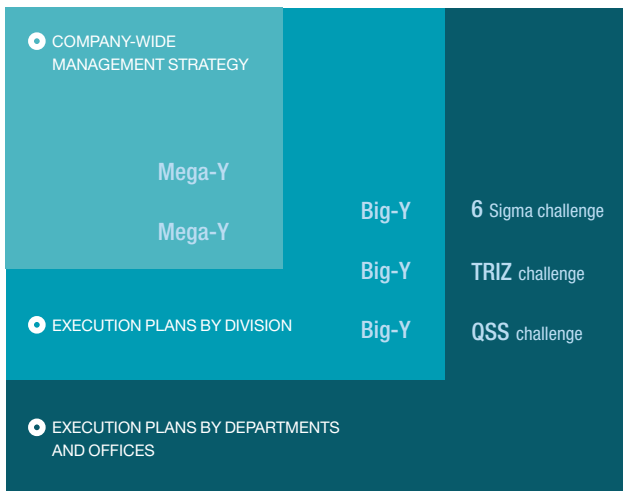 COMPANY-WIDE
MANAGEMENT STRATEGY
Mega-Y
Mega-Y
Big-Y
Big-Y
Big-Y
6 Sigma challenge
TRIZ challenge
QSS challenge
EXECUTION PLANS BY DIVISION
EXECUTION PLANS BY DEPARTMENTS
AND OFFICES